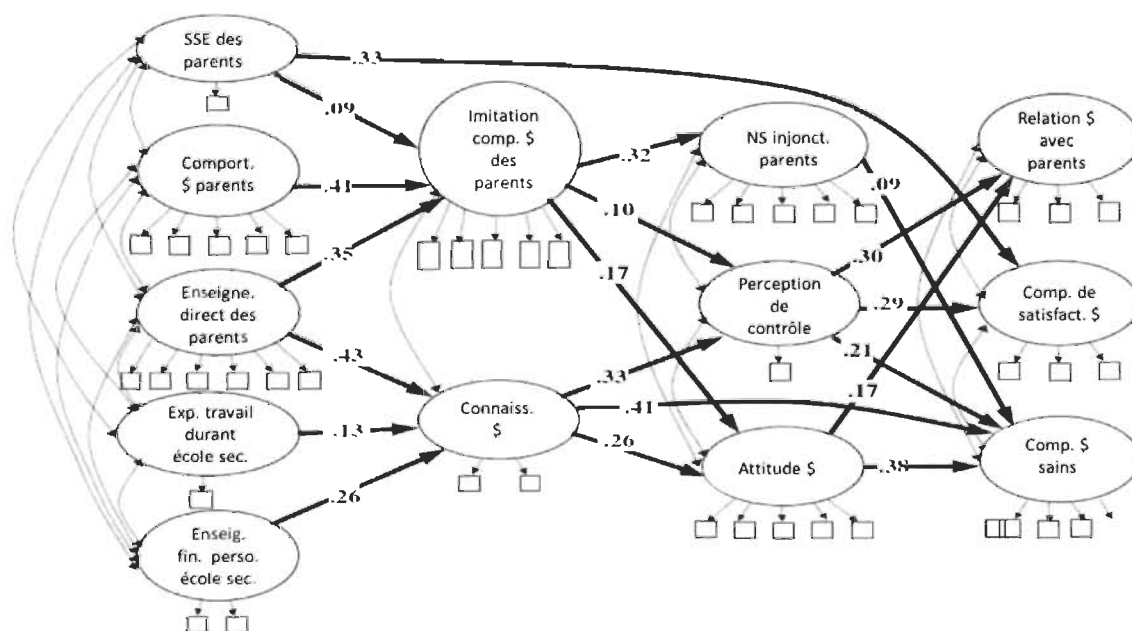 SSE des
parents
.33
.09
Imitation
comp. $
des
parents
NS injonct.
parents
Relation $
avec
parents
Comport.
$ parents
.41
.32
.09
.10
.35
.30
.17
Enseigne.
direct des
parents
Perception
de
contrôle
Comp. de
satisfact. $
.29
.43
.21
.33
.17
Exp. travail
durant
école sec.
.13
Connaiss.
$
.41
.26
Attitude $
.38
Comp. $
sains
.26
Enseig.
fin. perso.
école sec.